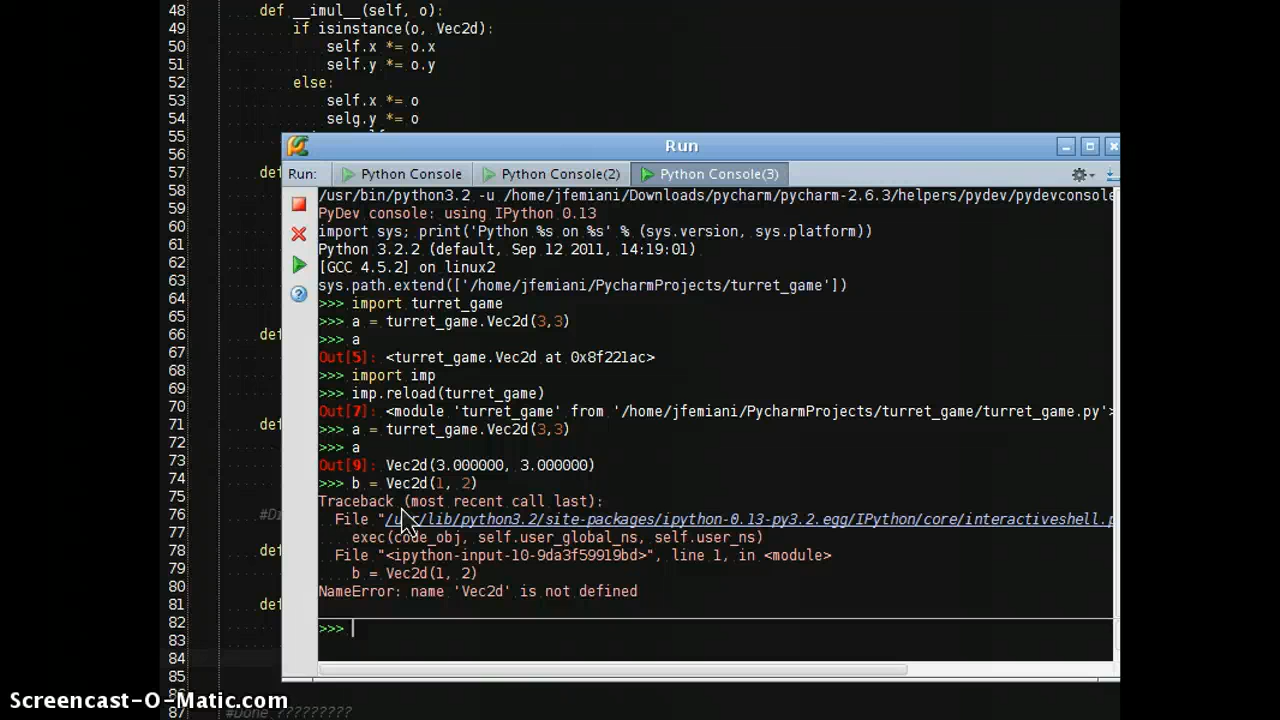 48 def __imul__(self, o):
49 if isinstance(o, Vec2d):
50 self.x *= o.x
51 self.y *= o.y
52 else:
53 self.x *= o
54 selg.y *= o
55
56
57 def
58
59
60
61
62
63
64
65
66 def
67
68
69
70
71 def
72
73
74
75
76
77
78 def
79
80
81 def
82
83
84
85
87 #Done ?????????
Run
Run: Python Console Python Console(2) Python Console(3)
/usr/bin/python3.2 -u /home/jfemiani/Downloads/pycharm/pycharm-2.6.3/helpers/pydev/pydevconsole
PyDev console: using IPython 0.13
import sys; print('Python %s on %s' % (sys.version, sys.platform))
Python 3.2.2 (default, Sep 12 2011, 14:19:01)
[GCC 4.5.2] on linux2
sys.path.extend(['/home/jfemiani/PycharmProjects/turret_game'])
>>> import turret_game
>>> a = turret_game.Vec2d(3,3)
>>> a
Out[5]: <turret_game.Vec2d at 0x8f221ac>
>>> import imp
>>> imp.reload(turret_game)
Out[7]: <module 'turret_game' from '/home/jfemiani/PycharmProjects/turret_game/turret_game.py'>
>>> a = turret_game.Vec2d(3,3)
>>> a
Out[9]: Vec2d(3.000000, 3.000000)
>>> b = Vec2d(1, 2)
Traceback (most recent call last):
File "/usr/lib/python3.2/site-packages/ipython-0.13-py3.2.egg/IPython/core/interactiveshell.p
exec(code_obj, self.user_global_ns, self.user_ns)
File "<ipython-input-10-9da3f59919bd>", line 1, in <module>
b = Vec2d(1, 2)
NameError: name 'Vec2d' is not defined
>>>
Screencast-O-Matic.com